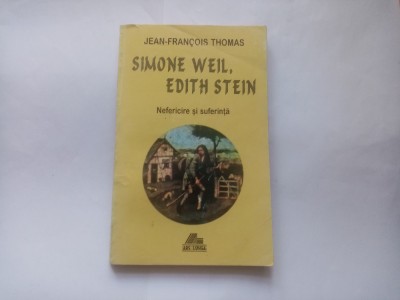 JEAN-FRANÇOIS THOMAS
SIMONE WEIL,
EDITH STEIN
Nefericire și suferință